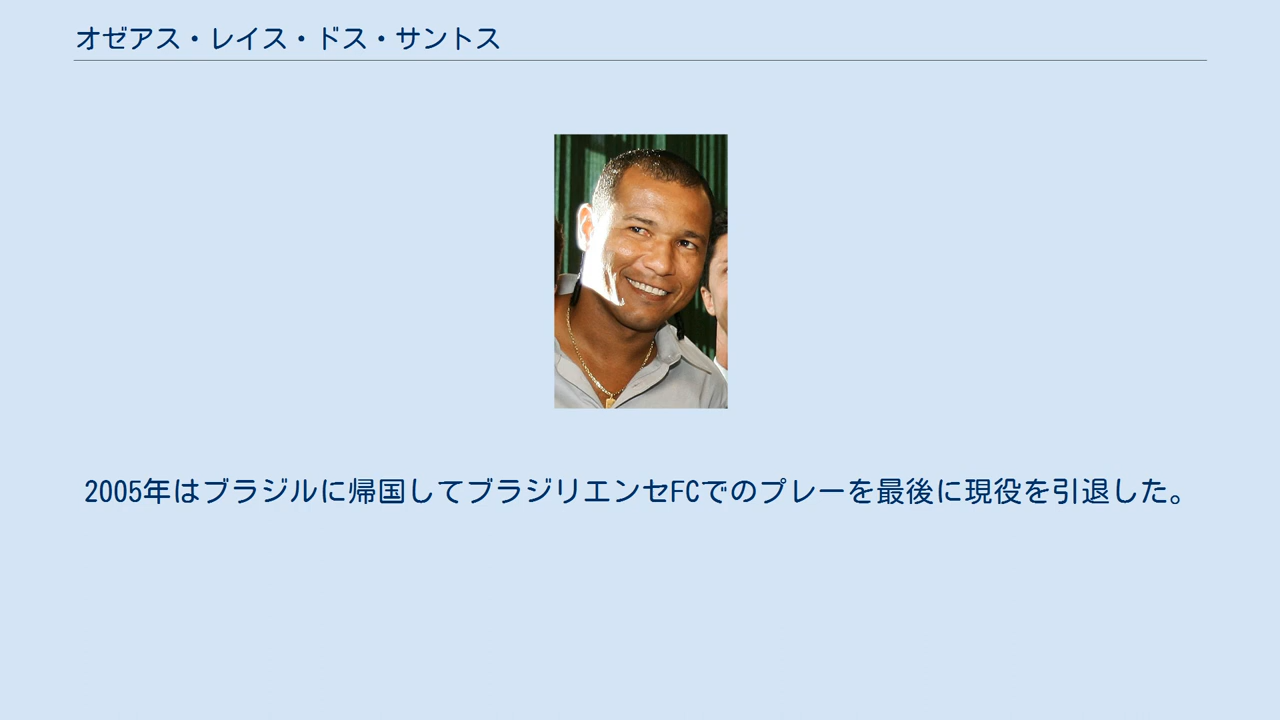 オゼアス・レイス・ドス・サントス
2005年はブラジルに帰国してブラジリエンセFCでのプレーを最後に現役を引退した。